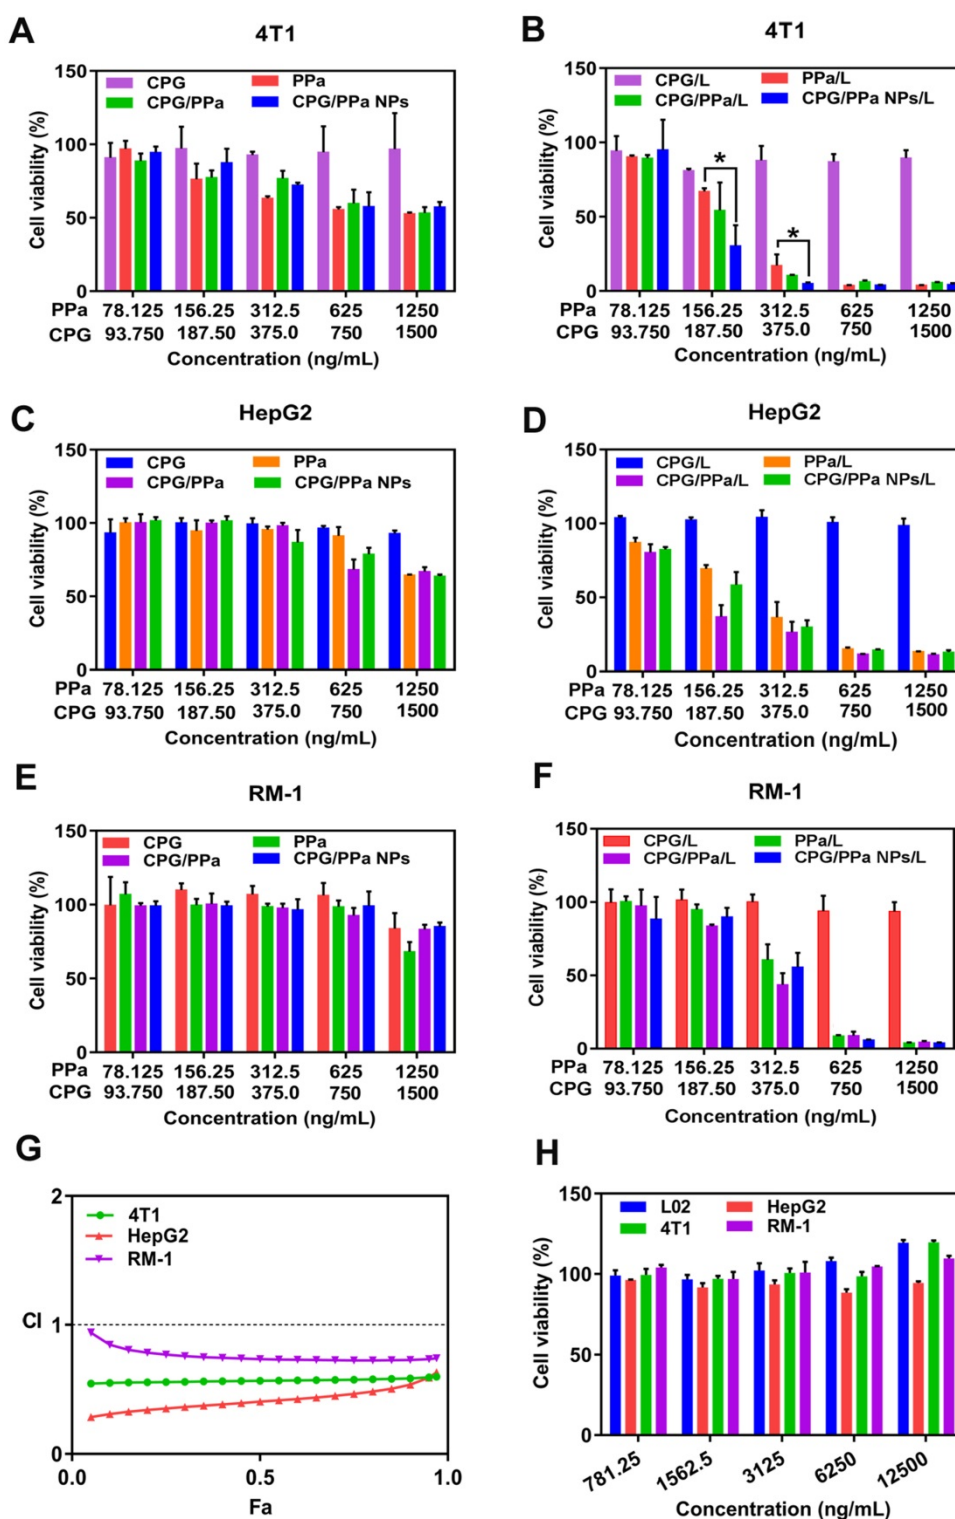 A
4T1
150
100
50
0
Cell viability (%)
CPG
PPa
CPG/PPa
CPG/PPa NPs
PPa 78.125 156.25 312.5 625 1250
CPG 93.750 187.50 375.0 750 1500
Concentration (ng/mL)
B
4T1
150
100
50
0
Cell viability (%)
CPG/L
PPa/L
CPG/PPa/L
CPG/PPa NPs/L
*
*
PPa 78.125 156.25 312.5 625 1250
CPG 93.750 187.50 375.0 750 1500
Concentration (ng/mL)
C
HepG2
150
100
50
0
Cell viability (%)
CPG
PPa
CPG/PPa
CPG/PPa NPs
PPa 78.125 156.25 312.5 625 1250
CPG 93.750 187.50 375.0 750 1500
Concentration (ng/mL)
D
HepG2
150
100
50
0
Cell viability (%)
CPG/L
PPa/L
CPG/PPa/L
CPG/PPa NPs/L
PPa 78.125 156.25 312.5 625 1250
CPG 93.750 187.50 375.0 750 1500
Concentration (ng/mL)
E
RM-1
150
100
50
0
Cell viability (%)
CPG
PPa
CPG/PPa
CPG/PPa NPs
PPa 78.125 156.25 312.5 625 1250
CPG 93.750 187.50 375.0 750 1500
Concentration (ng/mL)
F
RM-1
150
100
50
0
Cell viability (%)
CPG/L
PPa/L
CPG/PPa/L
CPG/PPa NPs/L
PPa 78.125 156.25 312.5 625 1250
CPG 93.750 187.50 375.0 750 1500
Concentration (ng/mL)
G
2
1
0
CI
4T1
HepG2
RM-1
0.0 0.5 1.0
Fa
H
150
100
50
0
Cell viability (%)
L02
HepG2
4T1
RM-1
781.25 1562.5 3125 6250 12500
Concentration (ng/mL)